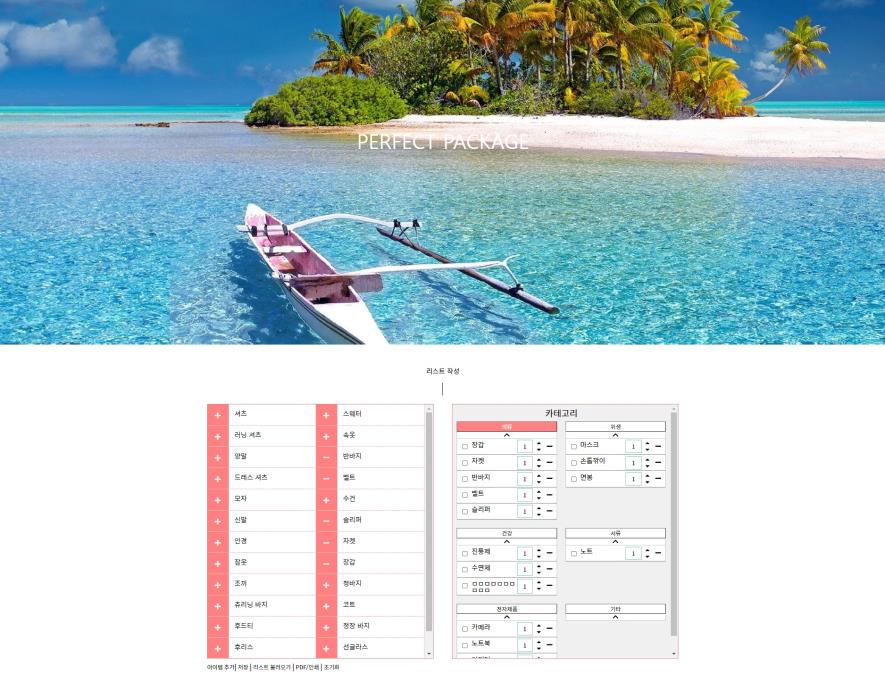 PERFECT PACKAGE
리스트 작성
셔츠
스웨터
러닝 셔츠
속옷
양말
반바지
드레스 셔츠
벨트
모자
수건
신발
슬리퍼
안경
자켓
잠옷
장갑
조끼
청바지
츄리닝 바지
코트
후드티
정장 바지
후리스
선글라스
카테고리
의류
장갑 1
자켓 1
반바지 1
벨트 1
슬리퍼 1
위생
마스크 1
손톱깎이 1
면봉 1
건강
진통제 1
수면제 1
ㅁㅁㅁㅁㅁㅁㅁ
ㅁㅁㅁ 1
서류
노트 1
전자제품
카메라 1
노트북 1
기타
아이템 추가| 저장 | 리스트 불러오기 | PDF/인쇄 | 초기화